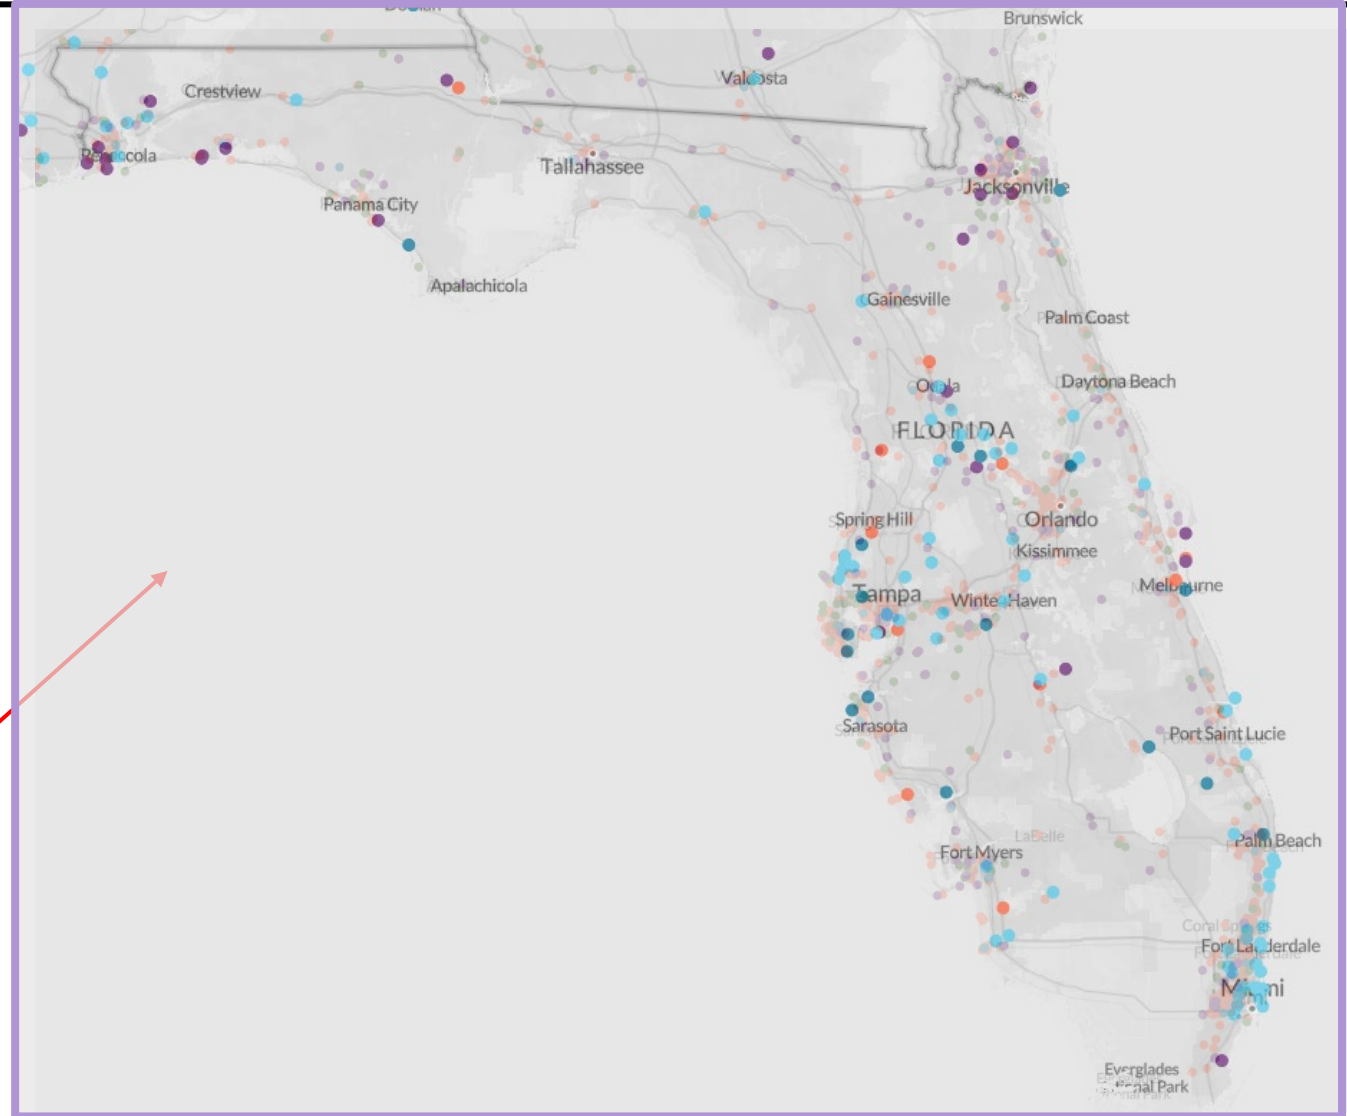 Brunswick
Valdosta
Crestview
Pensacola
Tallahassee
Jacksonville
Panama City
Apalachicola
Gainesville
Palm Coast
Ocala
Daytona Beach
FLORIDA
Spring Hill
Orlando
Kissimmee
Melbourne
Tampa
Winter Haven
Sarasota
Port Saint Lucie
LaBelle
Palm Beach
Fort Myers
Coral Springs
Fort Lauderdale
Miami
Everglades
National Park